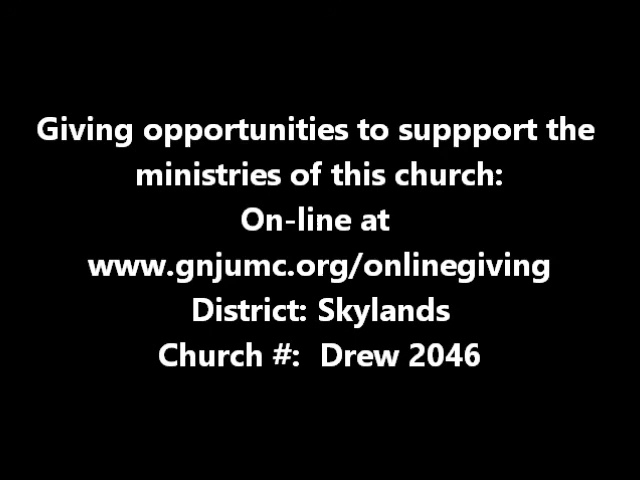 Giving opportunities to suppport the
ministries of this church:
On-line at
www.gnjumc.org/onlinegiving
District: Skylands
Church #:  Drew 2046